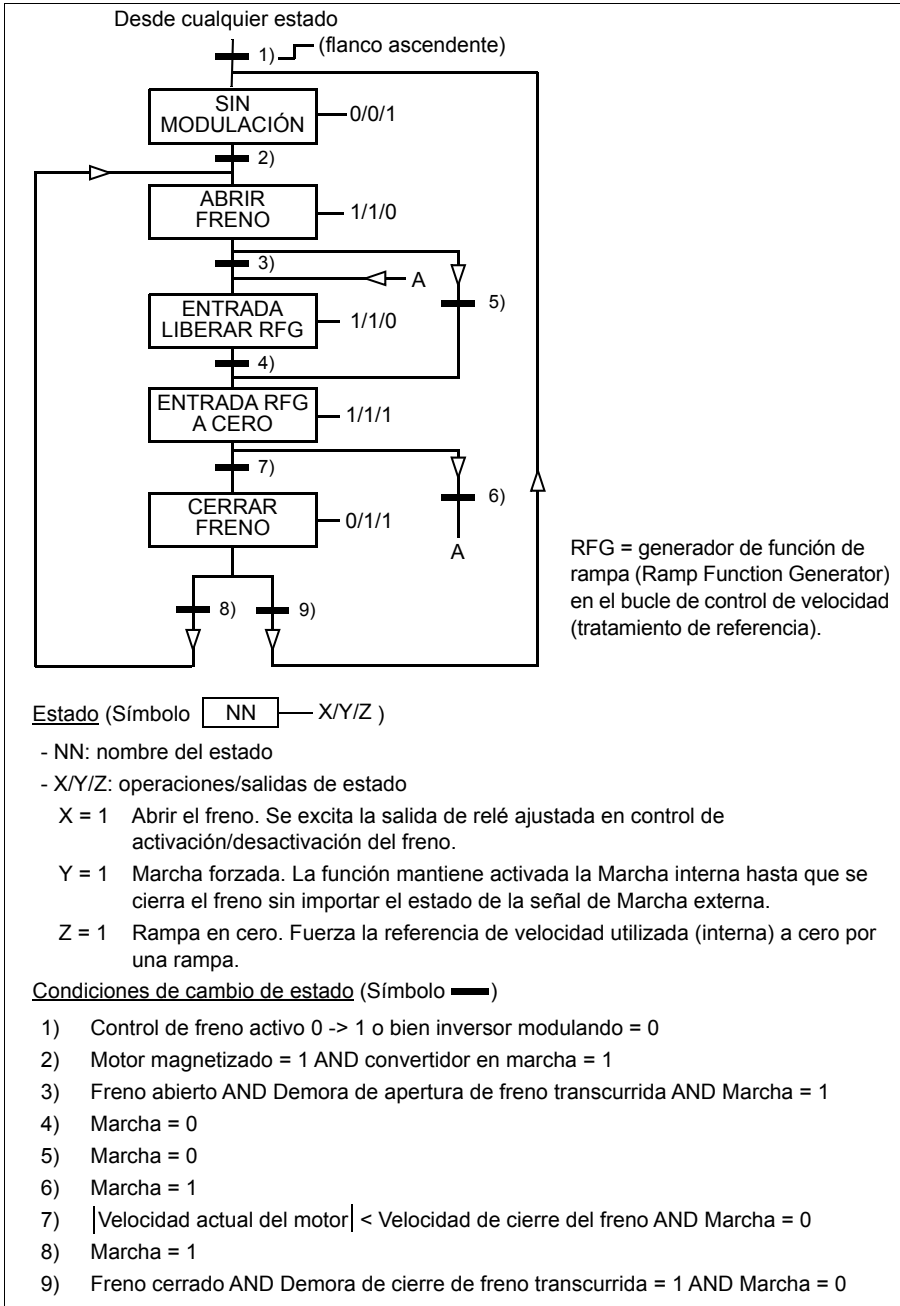 Desde cualquier estado
1) (flanco ascendente)
SIN
MODULACIÓN
0/0/1
2)
ABRIR
FRENO
1/1/0
3)
A
5)
ENTRADA
LIBERAR RFG
1/1/0
4)
ENTRADA RFG
A CERO
1/1/1
7)
6)
CERRAR
FRENO
0/1/1
A
RFG = generador de función de
rampa (Ramp Function Generator)
en el bucle de control de velocidad
(tratamiento de referencia).
8) 9)
Estado (Símbolo NN X/Y/Z )
- NN: nombre del estado
- X/Y/Z: operaciones/salidas de estado
X = 1 Abrir el freno. Se excita la salida de relé ajustada en control de
activación/desactivación del freno.
Y = 1 Marcha forzada. La función mantiene activada la Marcha interna hasta que se
cierra el freno sin importar el estado de la señal de Marcha externa.
Z = 1 Rampa en cero. Fuerza la referencia de velocidad utilizada (interna) a cero por
una rampa.
Condiciones de cambio de estado (Símbolo )
1) Control de freno activo 0 -> 1 o bien inversor modulando = 0
2) Motor magnetizado = 1 AND convertidor en marcha = 1
3) Freno abierto AND Demora de apertura de freno transcurrida AND Marcha = 1
4) Marcha = 0
5) Marcha = 0
6) Marcha = 1
7) |Velocidad actual del motor| < Velocidad de cierre del freno AND Marcha = 0
8) Marcha = 1
9) Freno cerrado AND Demora de cierre de freno transcurrida = 1 AND Marcha = 0